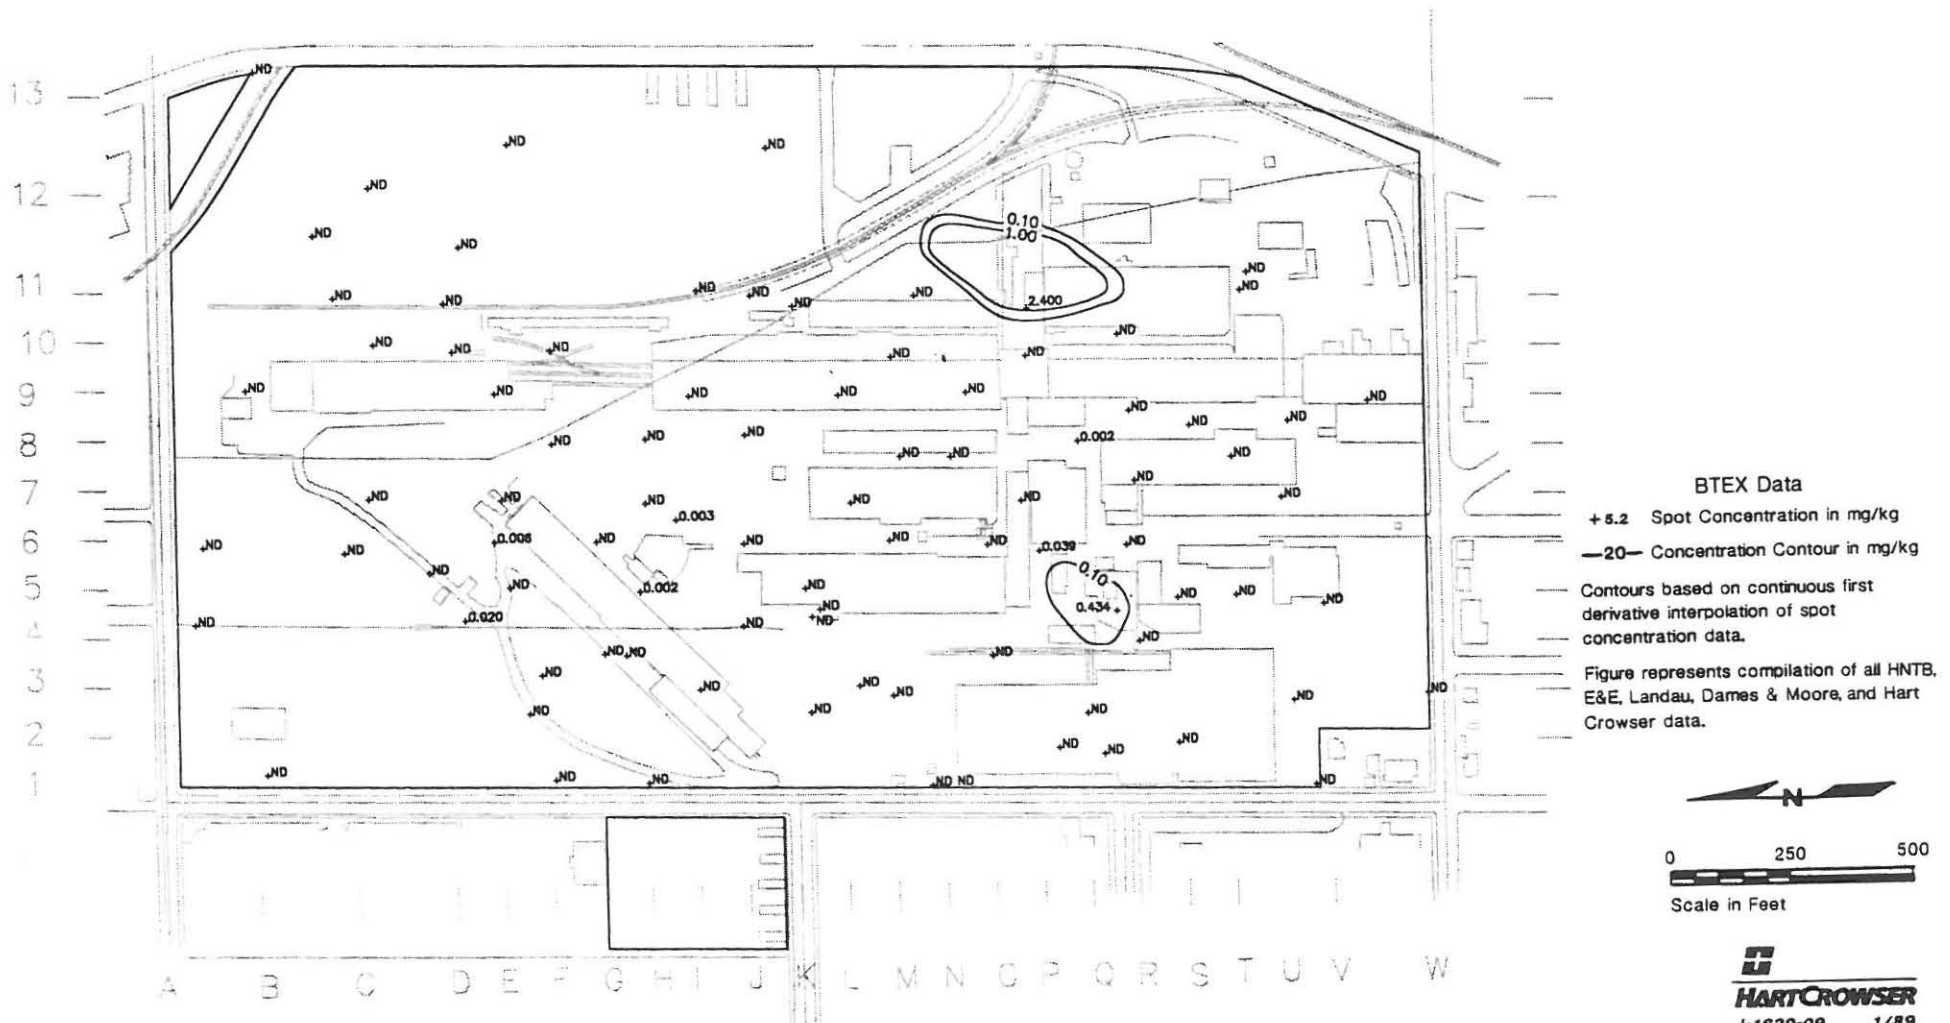 13
ND
ND
ND
12
ND
ND
ND
0.10
1.00
11
ND
ND
ND
ND
ND
ND
ND
ND
ND
2.400
10
ND
ND
ND
ND
ND
ND
9
ND
ND
ND
ND
ND
ND
ND
ND
ND
8
ND
ND
ND
0.002
ND
ND
ND
7
ND
ND
ND
ND
ND
ND
ND
0.003
6
ND
ND
0.006
ND
ND
ND
ND
0.039
ND
5
ND
ND
0.002
ND
0.10
ND
ND
ND
4
ND
0.020
ND
ND
ND
0.434
ND
3
ND
ND
ND
ND
ND
ND
ND
ND
ND
2
ND
ND
ND
ND
ND
ND
1
ND
ND
ND
ND ND
ND
A B C D E F G H I J K L M N O P Q R S T U V W
BTEX Data
+ 5.2 Spot Concentration in mg/kg
—20— Concentration Contour in mg/kg
Contours based on continuous first
derivative interpolation of spot
concentration data.
Figure represents compilation of all HNTB,
E&E, Landau, Dames & Moore, and Hart
Crowser data.
N
0 250 500
Scale in Feet
HARTCROWSER
1/89